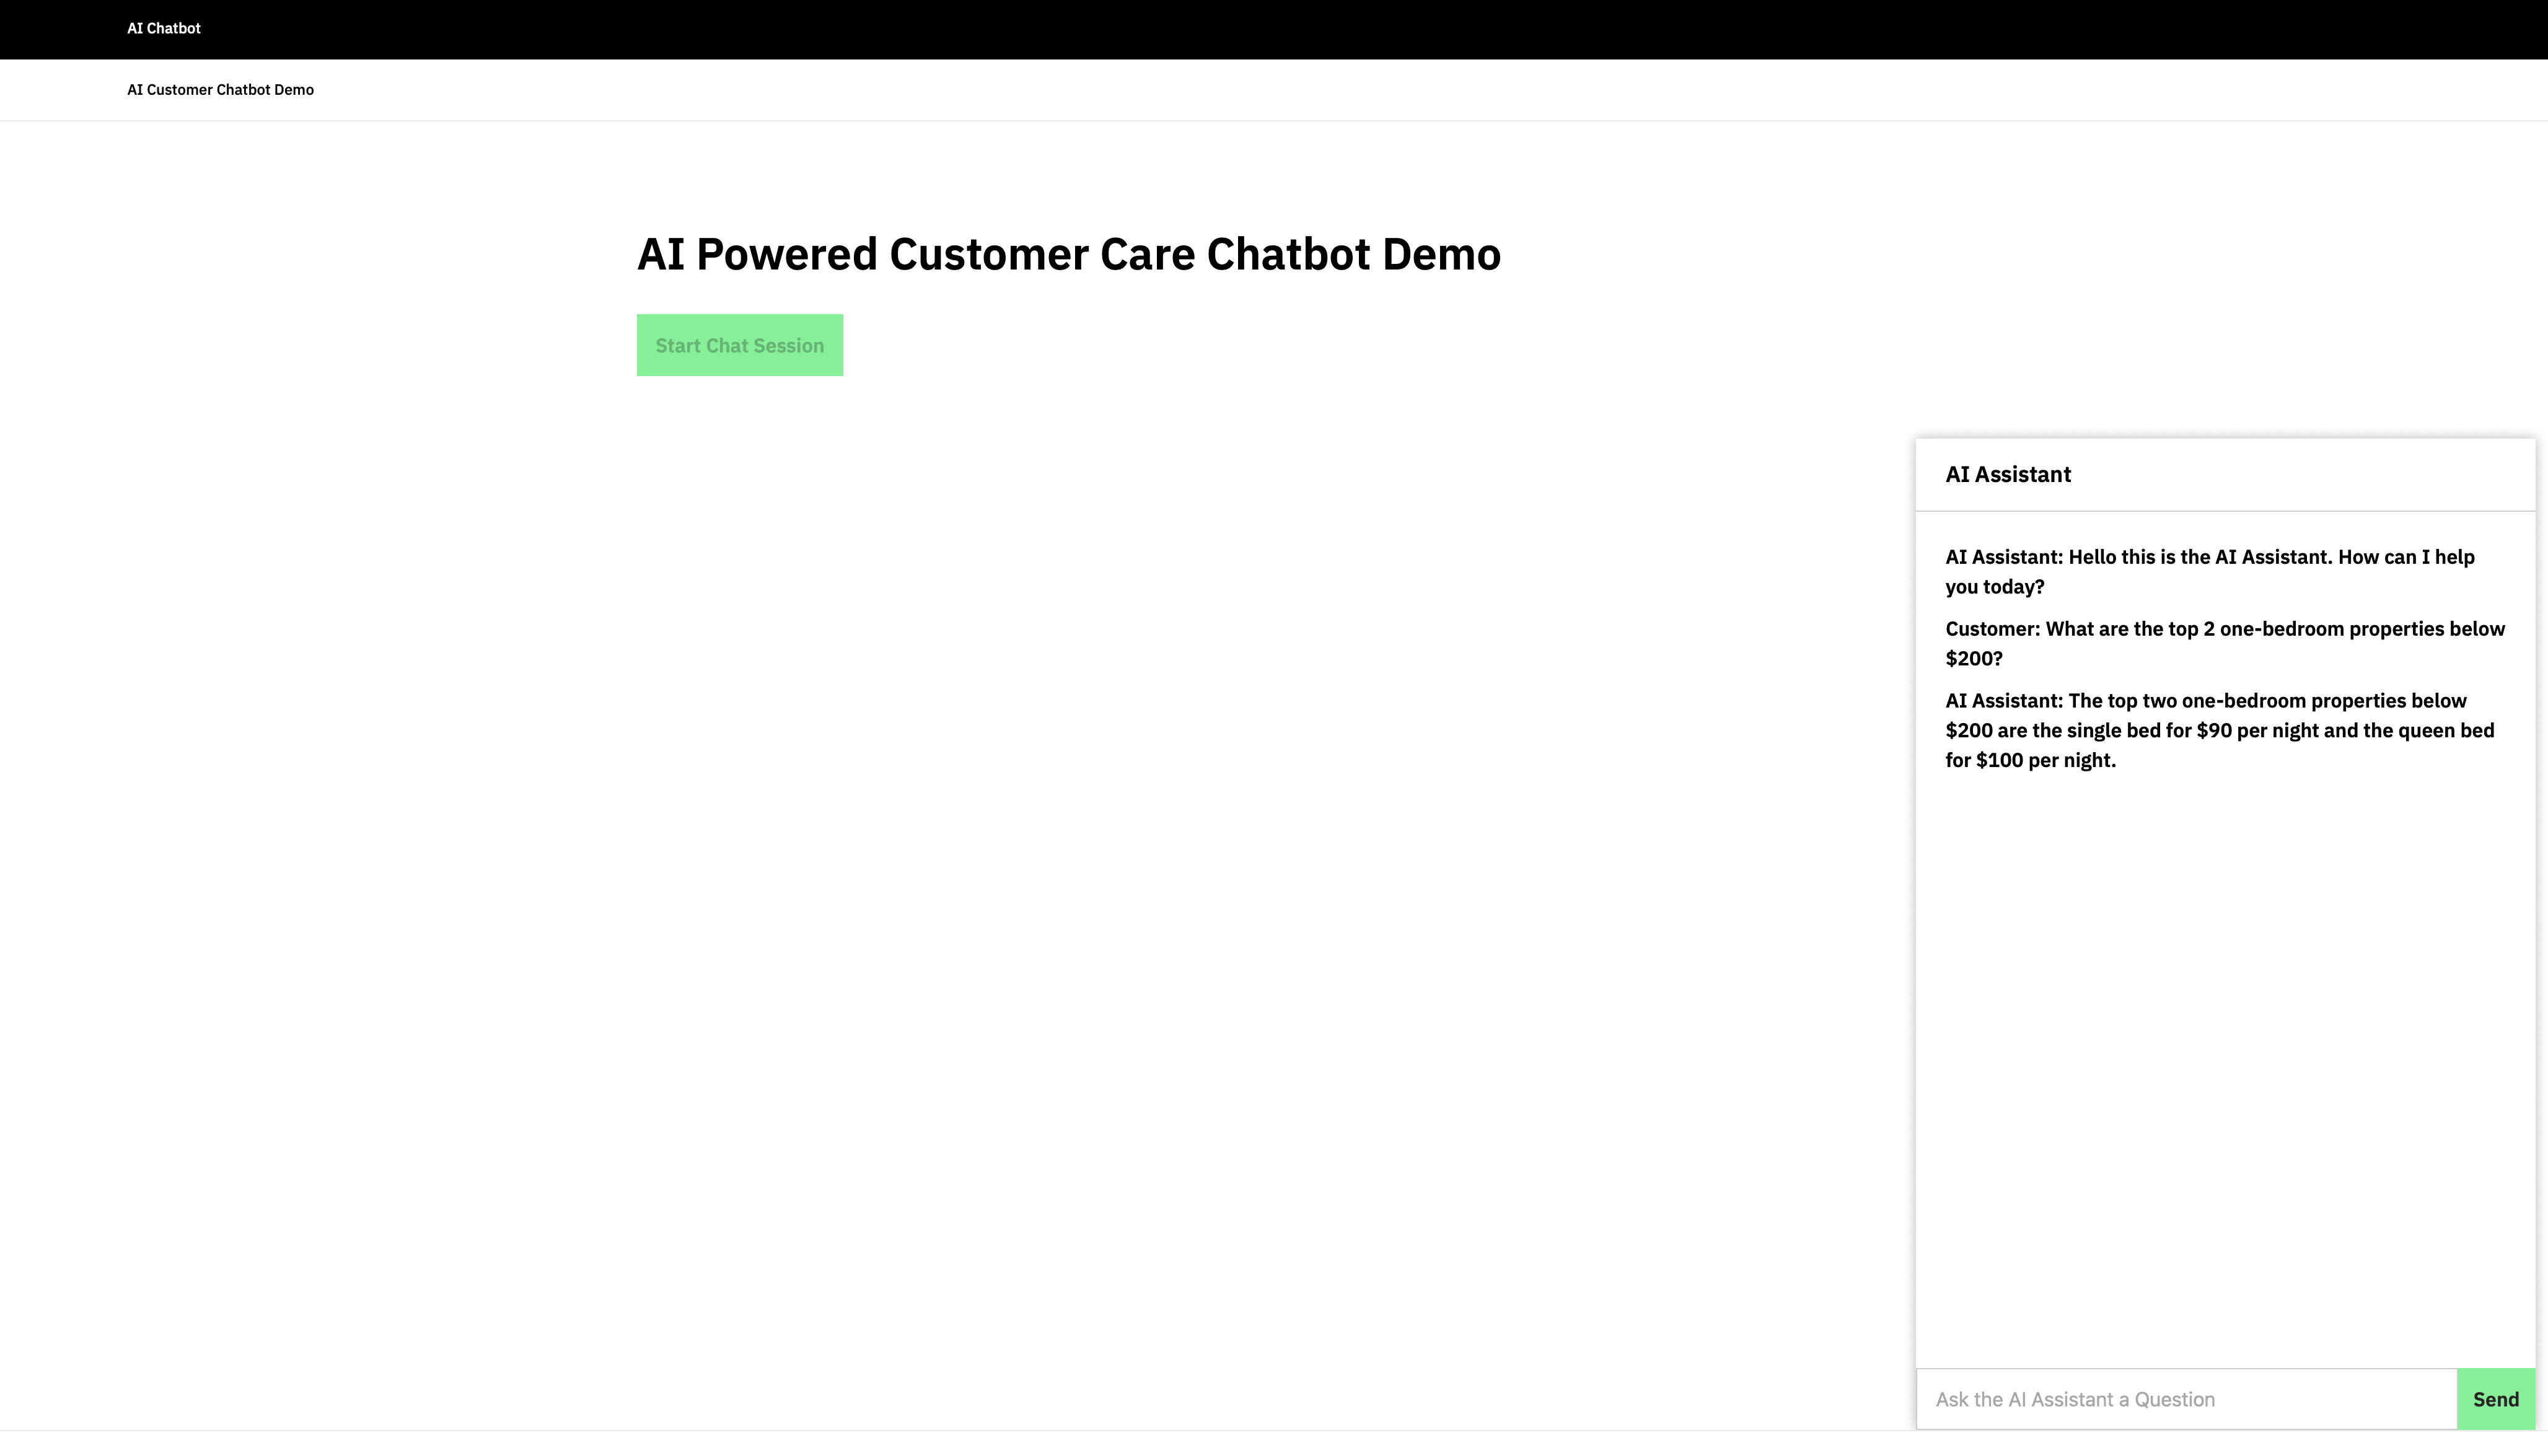 AI Chatbot
AI Customer Chatbot Demo
AI Powered Customer Care Chatbot Demo
Start Chat Session
AI Assistant
AI Assistant: Hello this is the AI Assistant. How can I help
you today?
Customer: What are the top 2 one-bedroom properties below
$200?
AI Assistant: The top two one-bedroom properties below
$200 are the single bed for $90 per night and the queen bed
for $100 per night.
Ask the AI Assistant a Question
Send